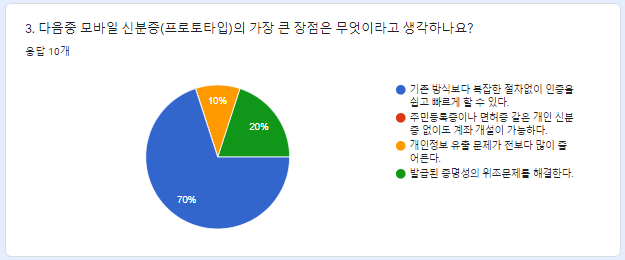 3. 다음중 모바일 신분증(프로토타입)의 가장 큰 장점은 무엇이라고 생각하나요?
응답 10개
10%
20%
70%
기존 방식보다 복잡한 절차없이 인증을
쉽고 빠르게 할 수 있다.
주민등록증이나 면허증 같은 개인 신분
증 없이도 계좌 개설이 가능하다.
개인정보 유출 문제가 전보다 많이 줄
어든다.
발급된 증명성의 위조문제를 해결한다.